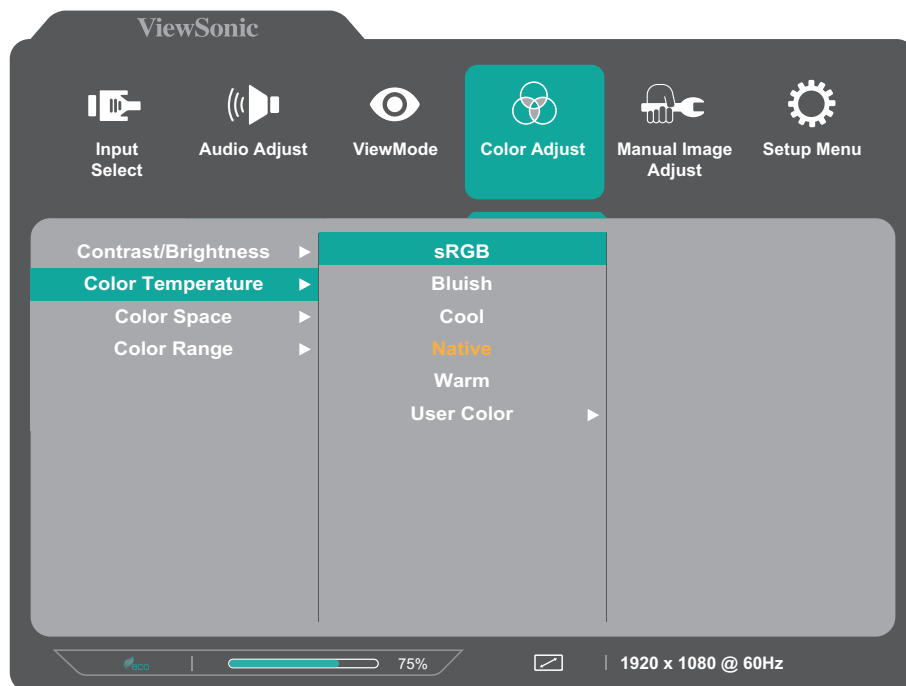 ViewSonic
Input
Select
Audio Adjust
ViewMode
Color Adjust
Manual Image
Adjust
Setup Menu
Contrast/Brightness
Color Temperature
Color Space
Color Range
sRGB
Bluish
Cool
Native
Warm
User Color
eco
75%
1920 x 1080 @ 60Hz